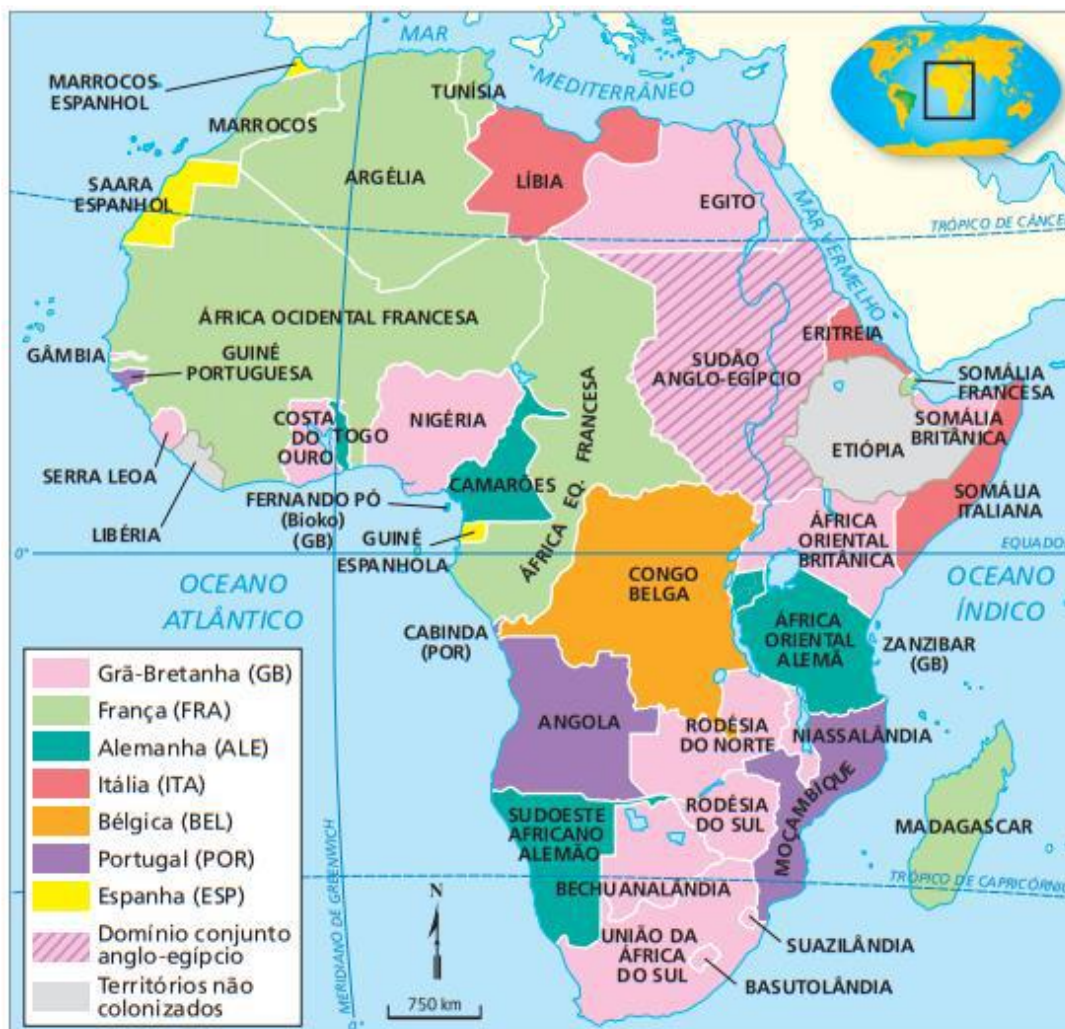 MAR
MEDITERRÂNEO
MARROCOS
ESPANHOL
TUNÍSIA
MARROCOS
SAARA
ESPANHOL
ARGÉLIA
LÍBIA
EGITO
MAR VERMELHO
TRÓPICO DE CÂNCE
ÁFRICA OCIDENTAL FRANCESA
GÂMBIA
GUINÉ
PORTUGUESA
ERITREIA
SUDÃO
ANGLO-EGÍPCIO
SOMÁLIA
FRANCESA
COSTA
DO
OURO
TOGO
NIGÉRIA
ÁFRICA EQ. FRANCESA
ETIÓPIA
SOMÁLIA
BRITÂNICA
SERRA LEOA
LIBÉRIA
FERNANDO PÓ
(Bioko)
(GB)
CAMARÕES
SOMÁLIA
ITALIANA
GUINÉ
ESPANHOLA
ÁFRICA
ORIENTAL
BRITÂNICA
0°
EQUADO
OCEANO
ATLÂNTICO
CONGO
BELGA
OCEANO
ÍNDICO
CABINDA
(POR)
ÁFRICA
ORIENTAL
ALEMÃ
ZANZIBAR
(GB)
ANGOLA
RODÉSIA
DO NORTE
NIASSALÂNDIA
MOÇAMBIQUE
RODÉSIA
DO SUL
SUDOESTE
AFRICANO
ALEMÃO
MADAGASCAR
BECHUANALÂNDIA
TRÓPICO DE CAPRICÓRNI
UNIÃO DA
ÁFRICA
DO SUL
SUAZILÂNDIA
BASUTOLÂNDIA
MERIDIANO DE GREENWICH
0°
N
750 km
Grã-Bretanha (GB)
França (FRA)
Alemanha (ALE)
Itália (ITA)
Bélgica (BEL)
Portugal (POR)
Espanha (ESP)
Domínio conjunto
anglo-egípcio
Territórios não
colonizados